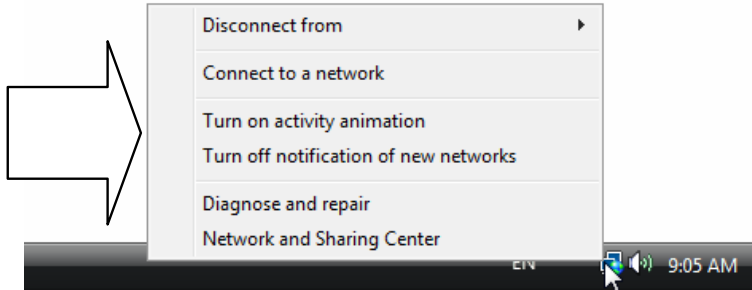 Disconnect from
Connect to a network
Turn on activity animation
Turn off notification of new networks
Diagnose and repair
Network and Sharing Center
EN 9:05 AM